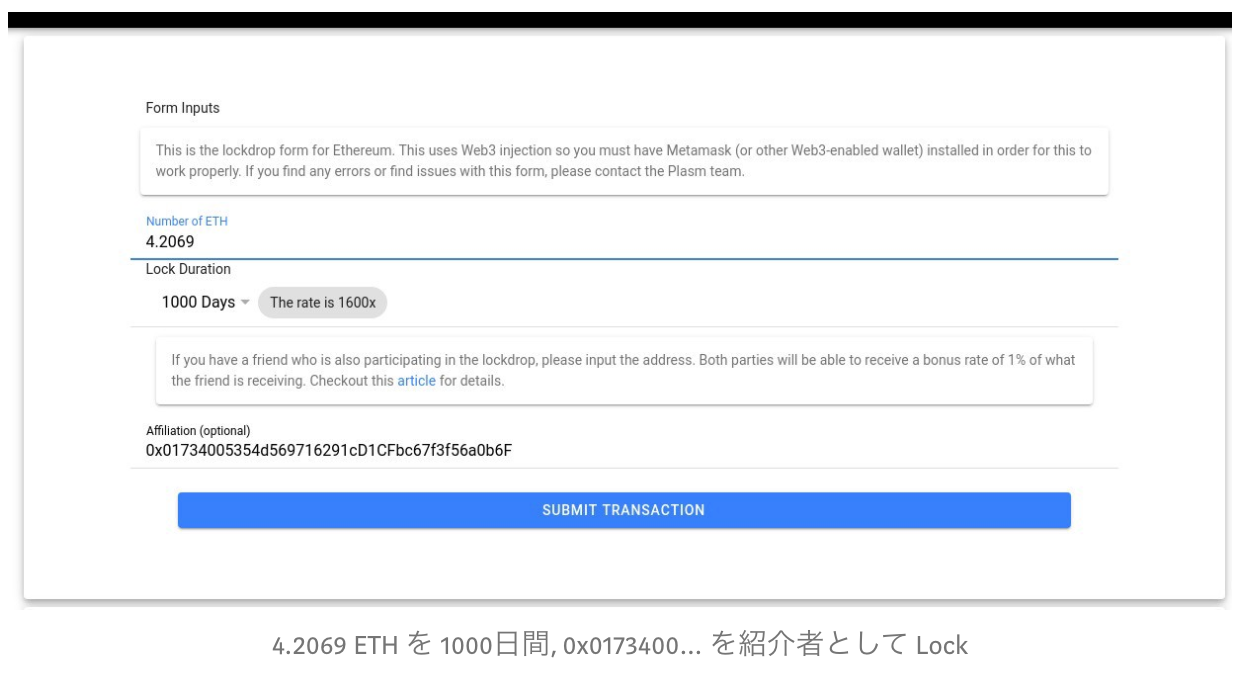 Form Inputs
This is the lockdrop form for Ethereum. This uses Web3 injection so you must have Metamask (or other Web3-enabled wallet) installed in order for this to
work properly. If you find any errors or find issues with this form, please contact the Plasm team.
Number of ETH
4.2069
Lock Duration
1000 Days The rate is 1600x
If you have a friend who is also participating in the lockdrop, please input the address. Both parties will be able to receive a bonus rate of 1% of what
the friend is receiving. Checkout this article for details.
Affiliation (optional)
0x01734005354d569716291cD1CFbc67f3f56a0b6F
SUBMIT TRANSACTION
4.2069 ETH を 1000日間, 0x0173400... を紹介者として Lock